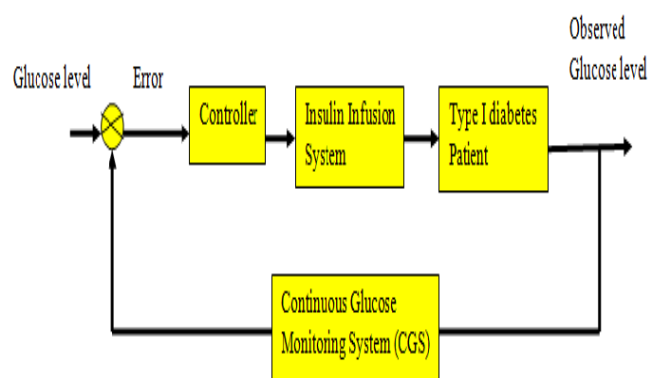 Observed
Glucose level
Glucose level
Error
Controller
Insulin Infusion
System
Type I diabetes
Patient
Continuous Glucose
Monitoring System (CGS)